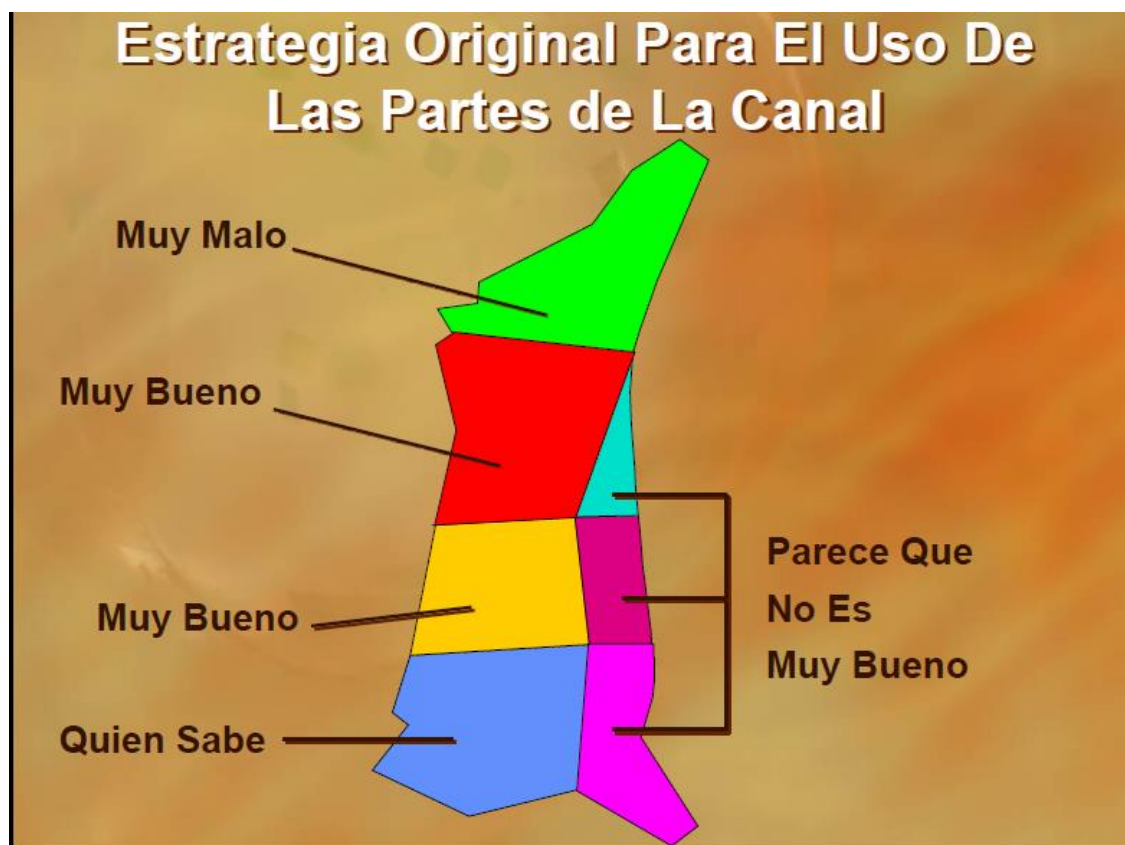 Estrategia Original Para El Uso De
Las Partes de La Canal
Muy Malo
Muy Bueno
Muy Bueno
Quien Sabe
Parece Que
No Es
Muy Bueno